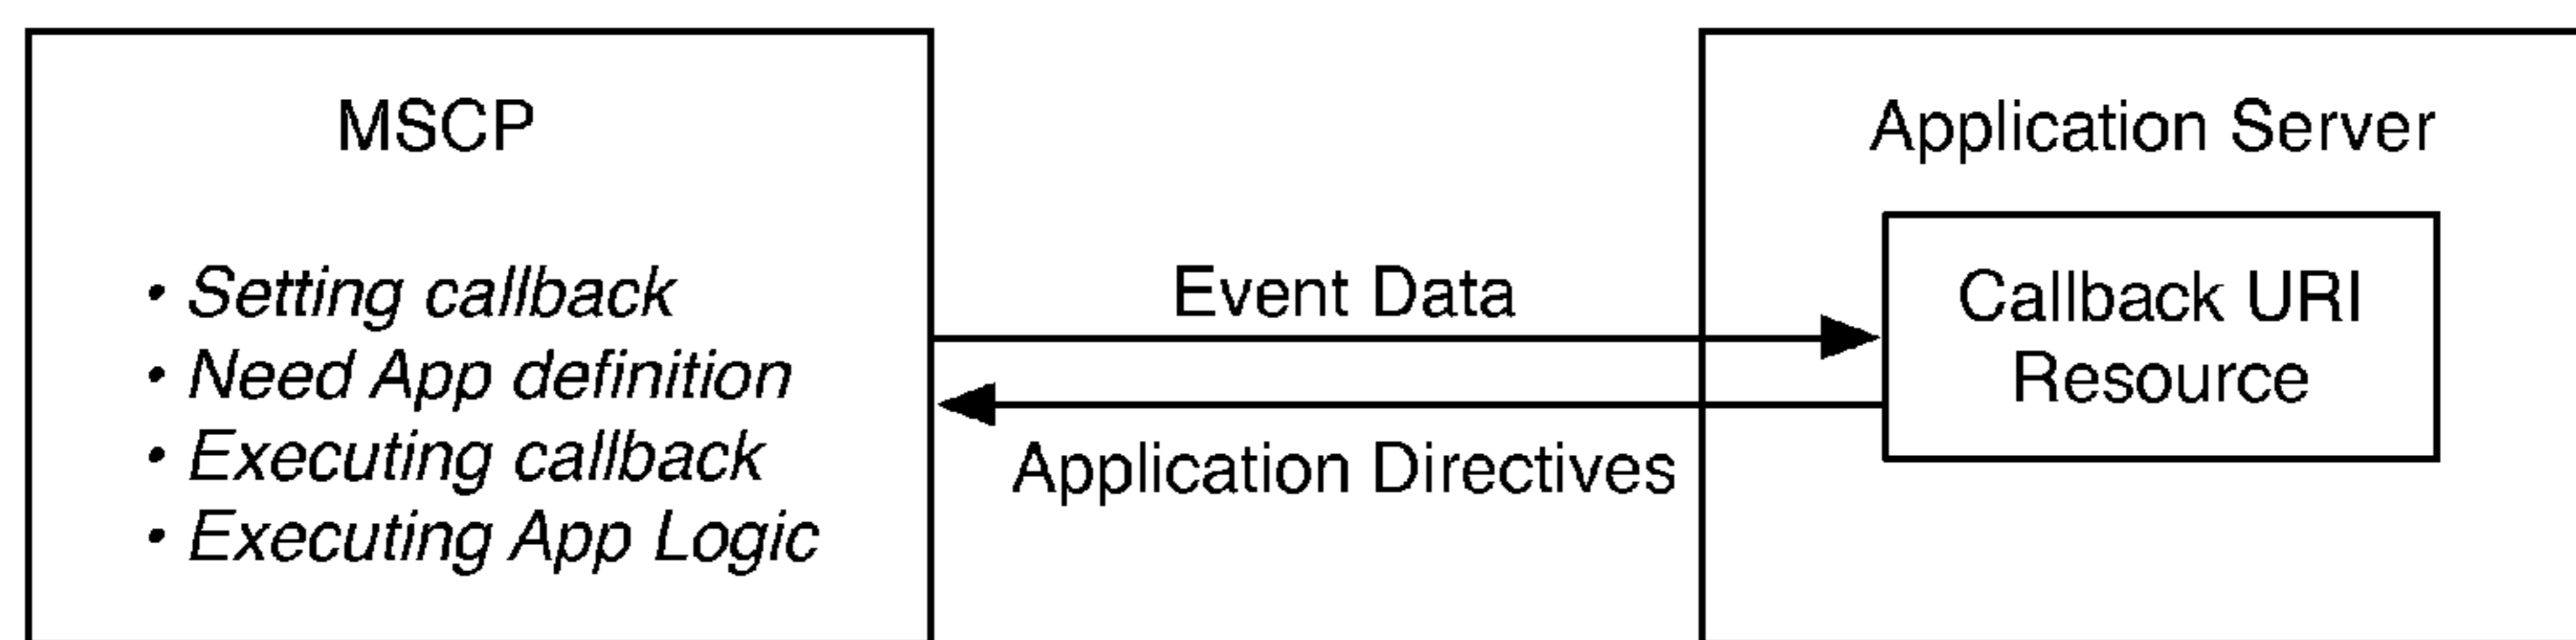 MSCP
• Setting callback
• Need App definition
• Executing callback
• Executing App Logic
Event Data
Application Directives
Application Server
Callback URI
Resource